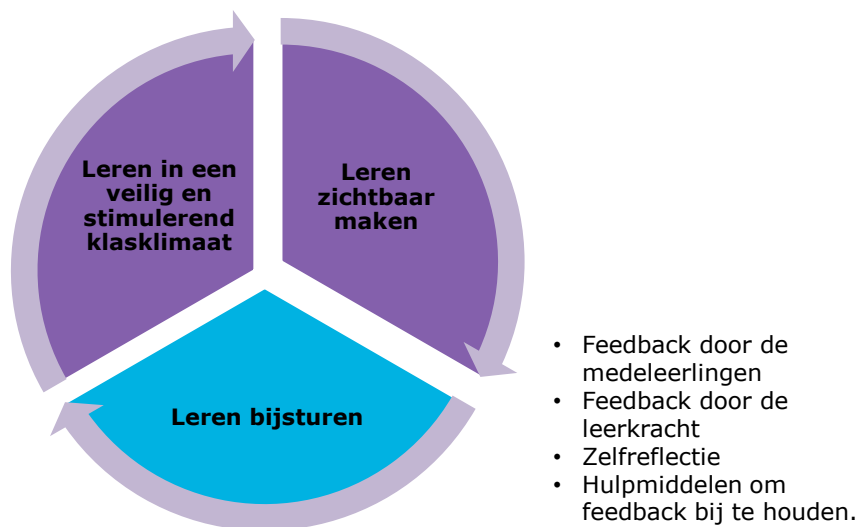 Leren in een
veilig en
stimulerend
klasklimaat
Leren
zichtbaar
maken
Leren bijsturen
• Feedback door de
medeleerlingen
• Feedback door de
leerkracht
• Zelfreflectie
• Hulpmiddelen om
feedback bij te houden.